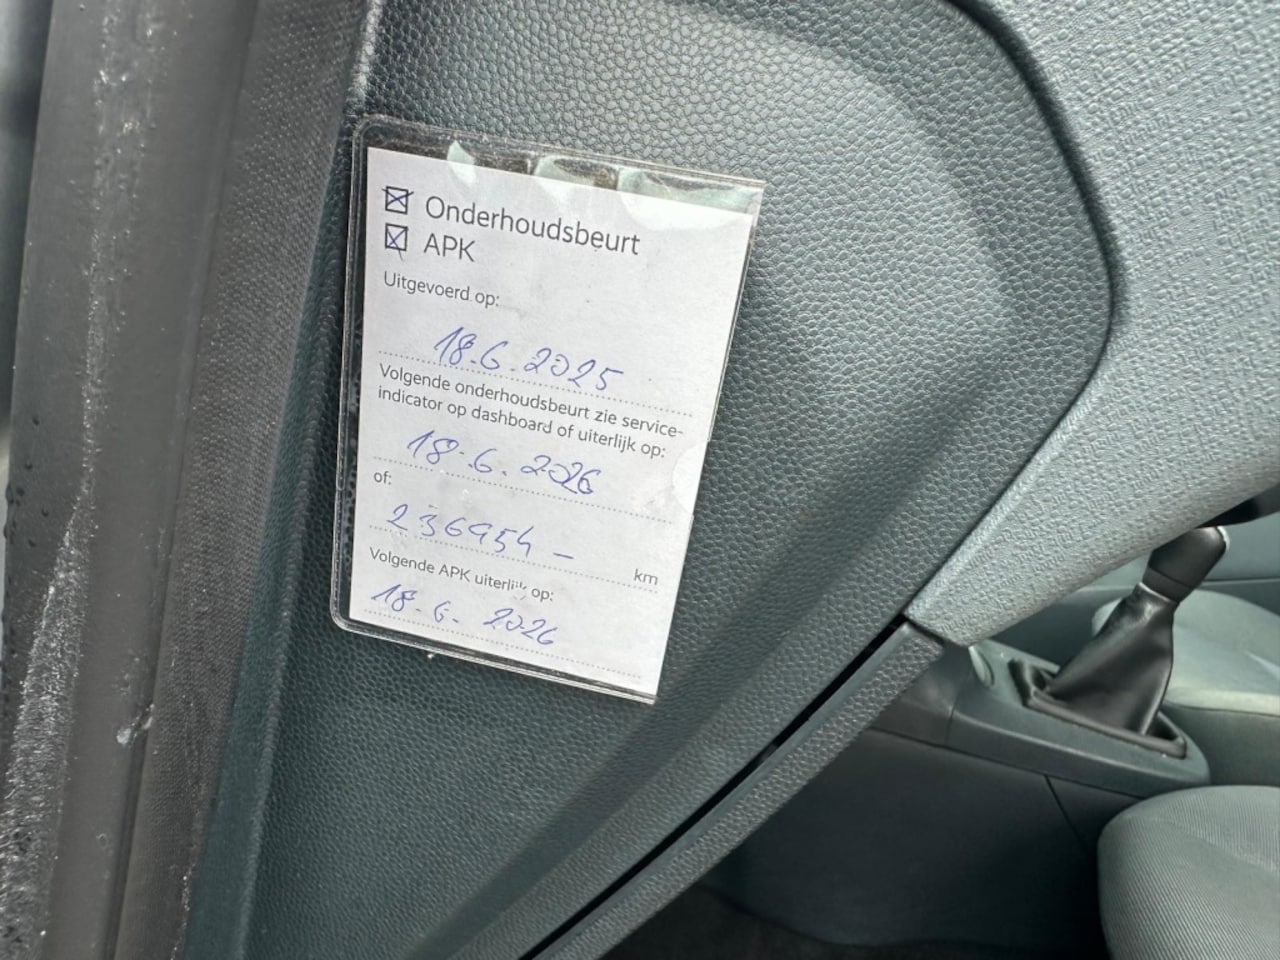 Onderhoudsbeurt
APK
Uitgevoerd op:
18.6.2025
Volgende onderhoudsbeurt zie service-
indicator op dashboard of uiterlijk op:
18.6.2026
of:
236954 -
km
Volgende APK uiterlijk op:
18-6. 2026